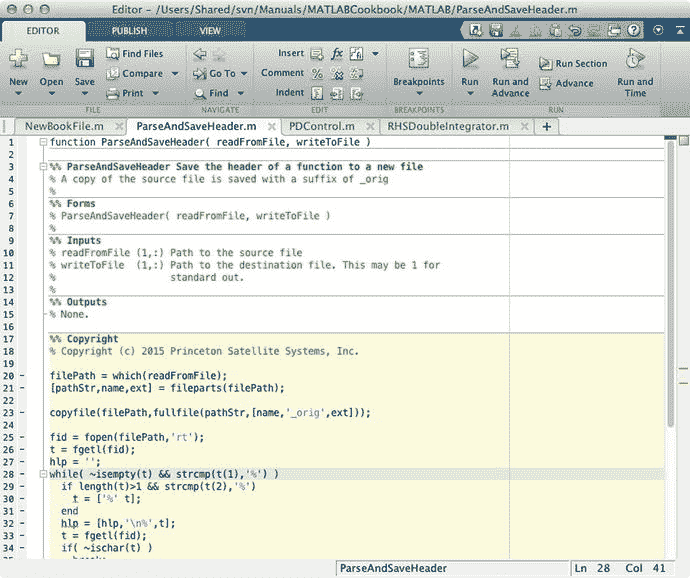 Editor - /Users/Shared/svn/Manuals/MATLABCookbook/MATLAB/ParseAndSaveHeader.m
EDITOR PUBLISH VIEW
New Open Save Find Files Compare Print
Go To Find
Insert fx
Comment %
Indent
Breakpoints
Run Run and Advance Run Section Advance Run and Time
FILE NAVIGATE EDIT BREAKPOINTS RUN
NewBookFile.m ParseAndSaveHeader.m PDControl.m RHSDoubleIntegrator.m
1 function ParseAndSaveHeader( readFromFile, writeToFile )
2
3 %% ParseAndSaveHeader Save the header of a function to a new file
4 % A copy of the source file is saved with a suffix of _orig
5 %
6 %% Forms
7 % ParseAndSaveHeader( readFromFile, writeToFile )
8 %
9 %% Inputs
10 % readFromFile (1,:) Path to the source file
11 % writeToFile  (1,:) Path to the destination file. This may be 1 for
12 %                    standard out.
13 %
14 %% Outputs
15 % None.
16
17 %% Copyright
18 % Copyright (c) 2015 Princeton Satellite Systems, Inc.
19
20 - filePath = which(readFromFile);
21 - [pathStr,name,ext] = fileparts(filePath);
22
23 - copyfile(filePath,fullfile(pathStr,[name,'_orig',ext]));
24
25 - fid = fopen(filePath,'rt');
26 - t = fgetl(fid);
27 - hlp = '';
28 - while( ~isempty(t) && strcmp(t(1),'%') )
29 - if length(t)>1 && strcmp(t(2),'%')
30 - t = ['%' t];
31 - end
32 - hlp = [hlp,'\n%',t];
33 - t = fgetl(fid);
34 - if( ~ischar(t) )
ParseAndSaveHeader Ln 28 Col 41